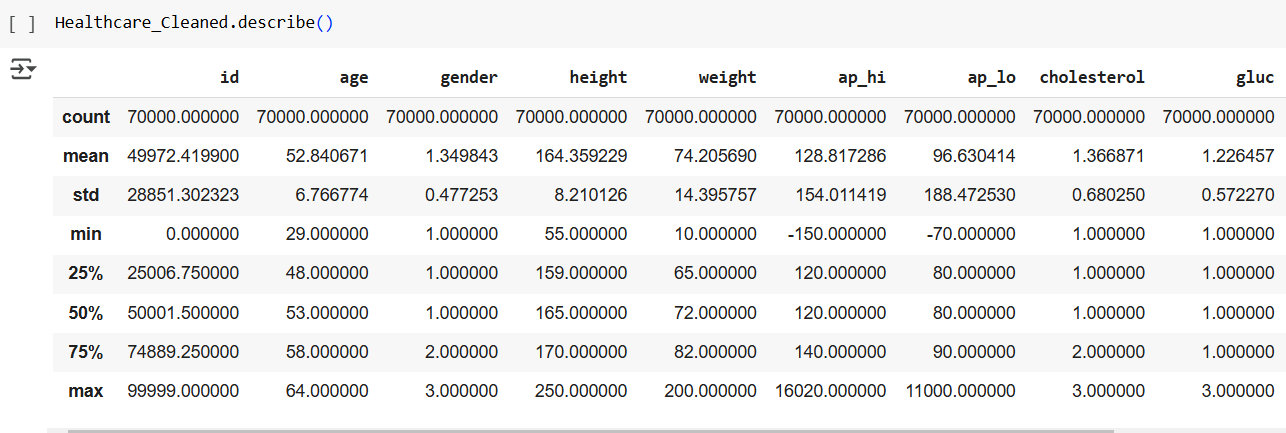 [ ] Healthcare_Cleaned.describe()
id age gender height weight ap_hi ap_lo cholesterol gluc
count 70000.000000 70000.000000 70000.000000 70000.000000 70000.000000 70000.000000 70000.000000 70000.000000 70000.000000
mean 49972.419900 52.840671 1.349843 164.359229 74.205690 128.817286 96.630414 1.366871 1.226457
std 28851.302323 6.766774 0.477253 8.210126 14.395757 154.011419 188.472530 0.680250 0.572270
min 0.000000 29.000000 1.000000 55.000000 10.000000 -150.000000 -70.000000 1.000000 1.000000
25% 25006.750000 48.000000 1.000000 159.000000 65.000000 120.000000 80.000000 1.000000 1.000000
50% 50001.500000 53.000000 1.000000 165.000000 72.000000 120.000000 80.000000 1.000000 1.000000
75% 74889.250000 58.000000 2.000000 170.000000 82.000000 140.000000 90.000000 2.000000 1.000000
max 99999.000000 64.000000 3.000000 250.000000 200.000000 16020.000000 11000.000000 3.000000 3.000000